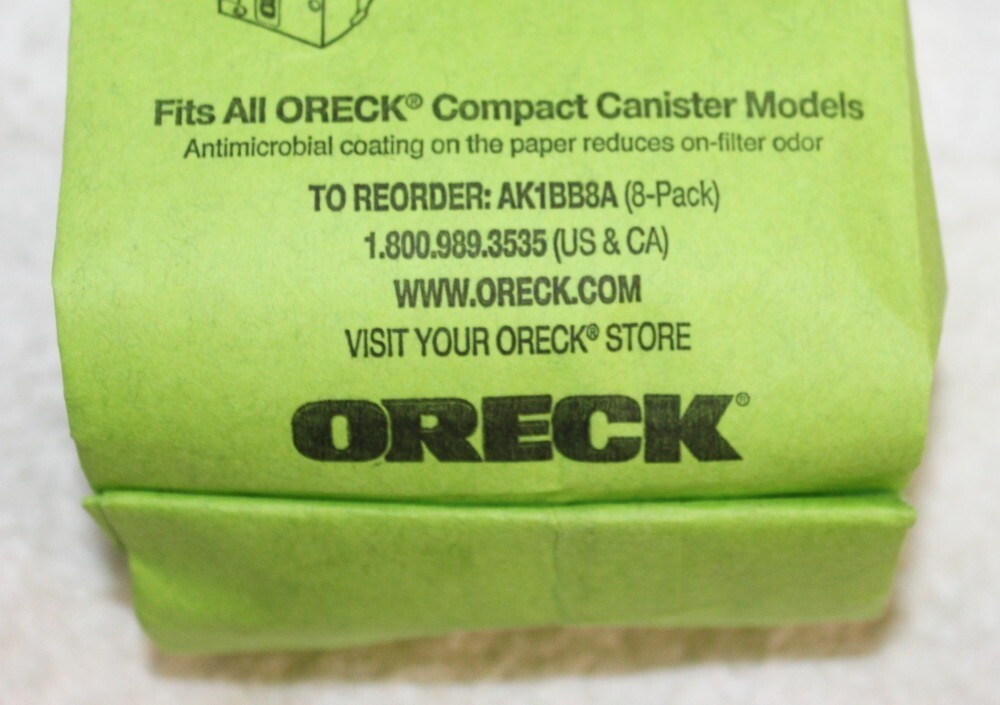 Fits All ORECK® Compact Canister Models
Antimicrobial coating on the paper reduces on-filter odor
TO REORDER: AK1BB8A (8-Pack)
1.800.989.3535 (US & CA)
WWW.ORECK.COM
VISIT YOUR ORECK® STORE
ORECK®